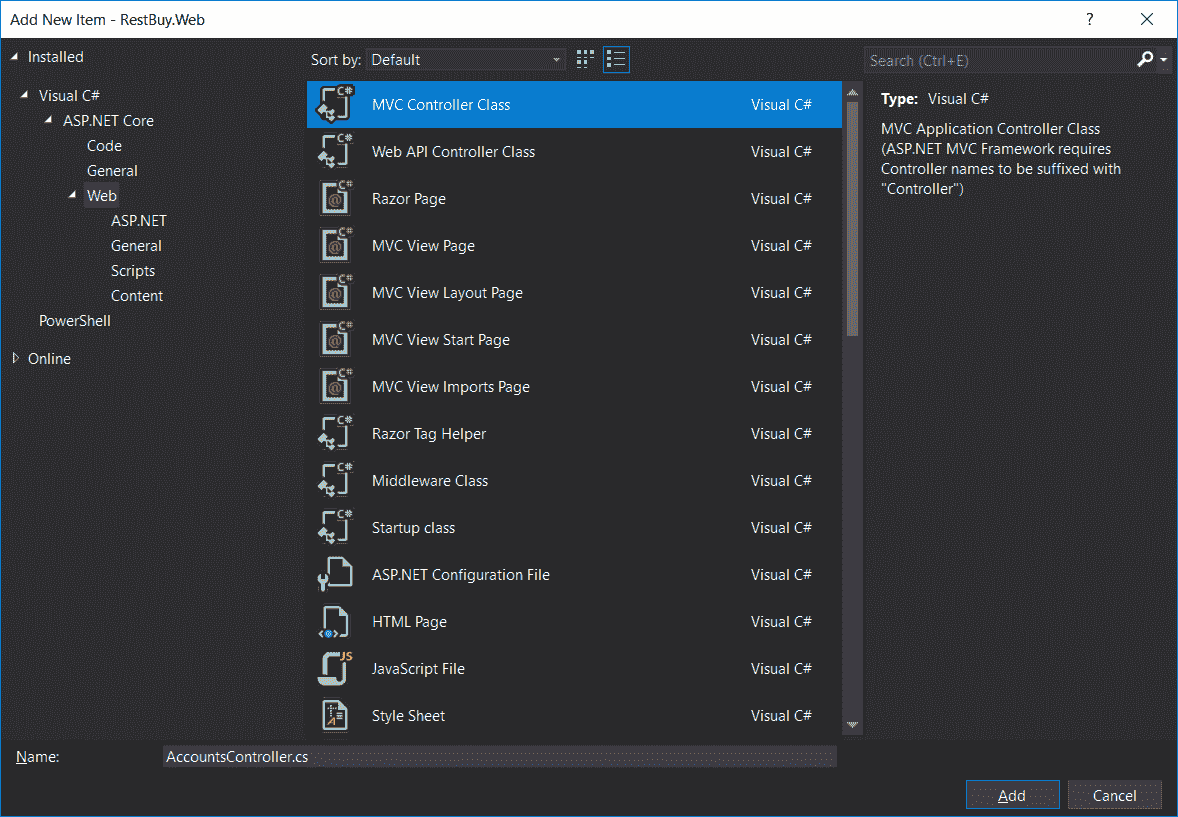 Add New Item - RestBuy.Web ?
Installed
Visual C#
ASP.NET Core
Code
General
Web
ASP.NET
General
Scripts
Content
PowerShell
Online
Sort by: Default
MVC Controller Class Visual C#
Web API Controller Class Visual C#
Razor Page Visual C#
MVC View Page Visual C#
MVC View Layout Page Visual C#
MVC View Start Page Visual C#
MVC View Imports Page Visual C#
Razor Tag Helper Visual C#
Middleware Class Visual C#
Startup class Visual C#
ASP.NET Configuration File Visual C#
HTML Page Visual C#
JavaScript File Visual C#
Style Sheet Visual C#
Search (Ctrl+E)
Type: Visual C#
MVC Application Controller Class
(ASP.NET MVC Framework requires
Controller names to be suffixed with
"Controller")
Name: AccountsController.cs
Add Cancel